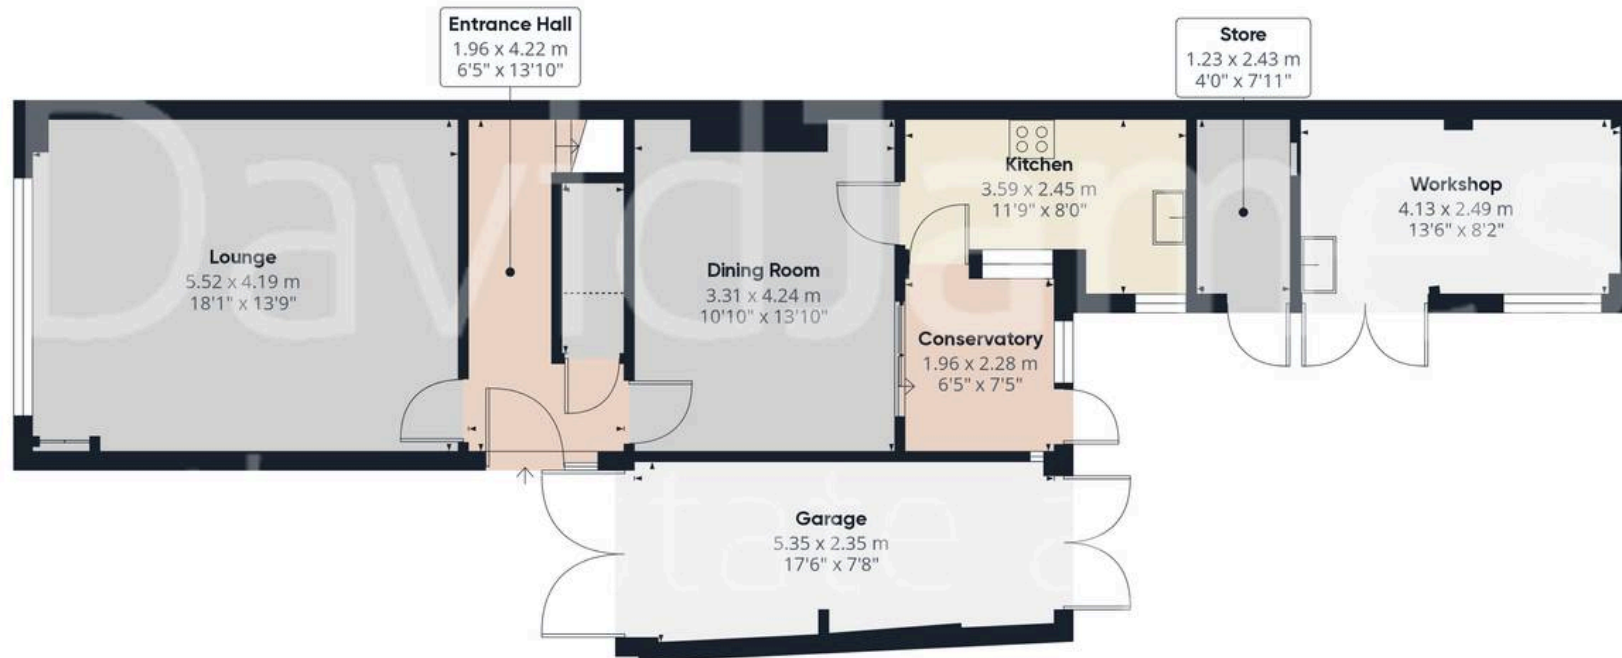 Entrance Hall
1.96 x 4.22 m
6'5" x 13'10"
Store
1.23 x 2.43 m
4'0" x 7'11"
Lounge
5.52 x 4.19 m
18'1" x 13'9"
Dining Room
3.31 x 4.24 m
10'10" x 13'10"
Kitchen
3.59 x 2.45 m
11'9" x 8'0"
Workshop
4.13 x 2.49 m
13'6" x 8'2"
Conservatory
1.96 x 2.28 m
6'5" x 7'5"
Garage
5.35 x 2.35 m
17'6" x 7'8"
David James
state a